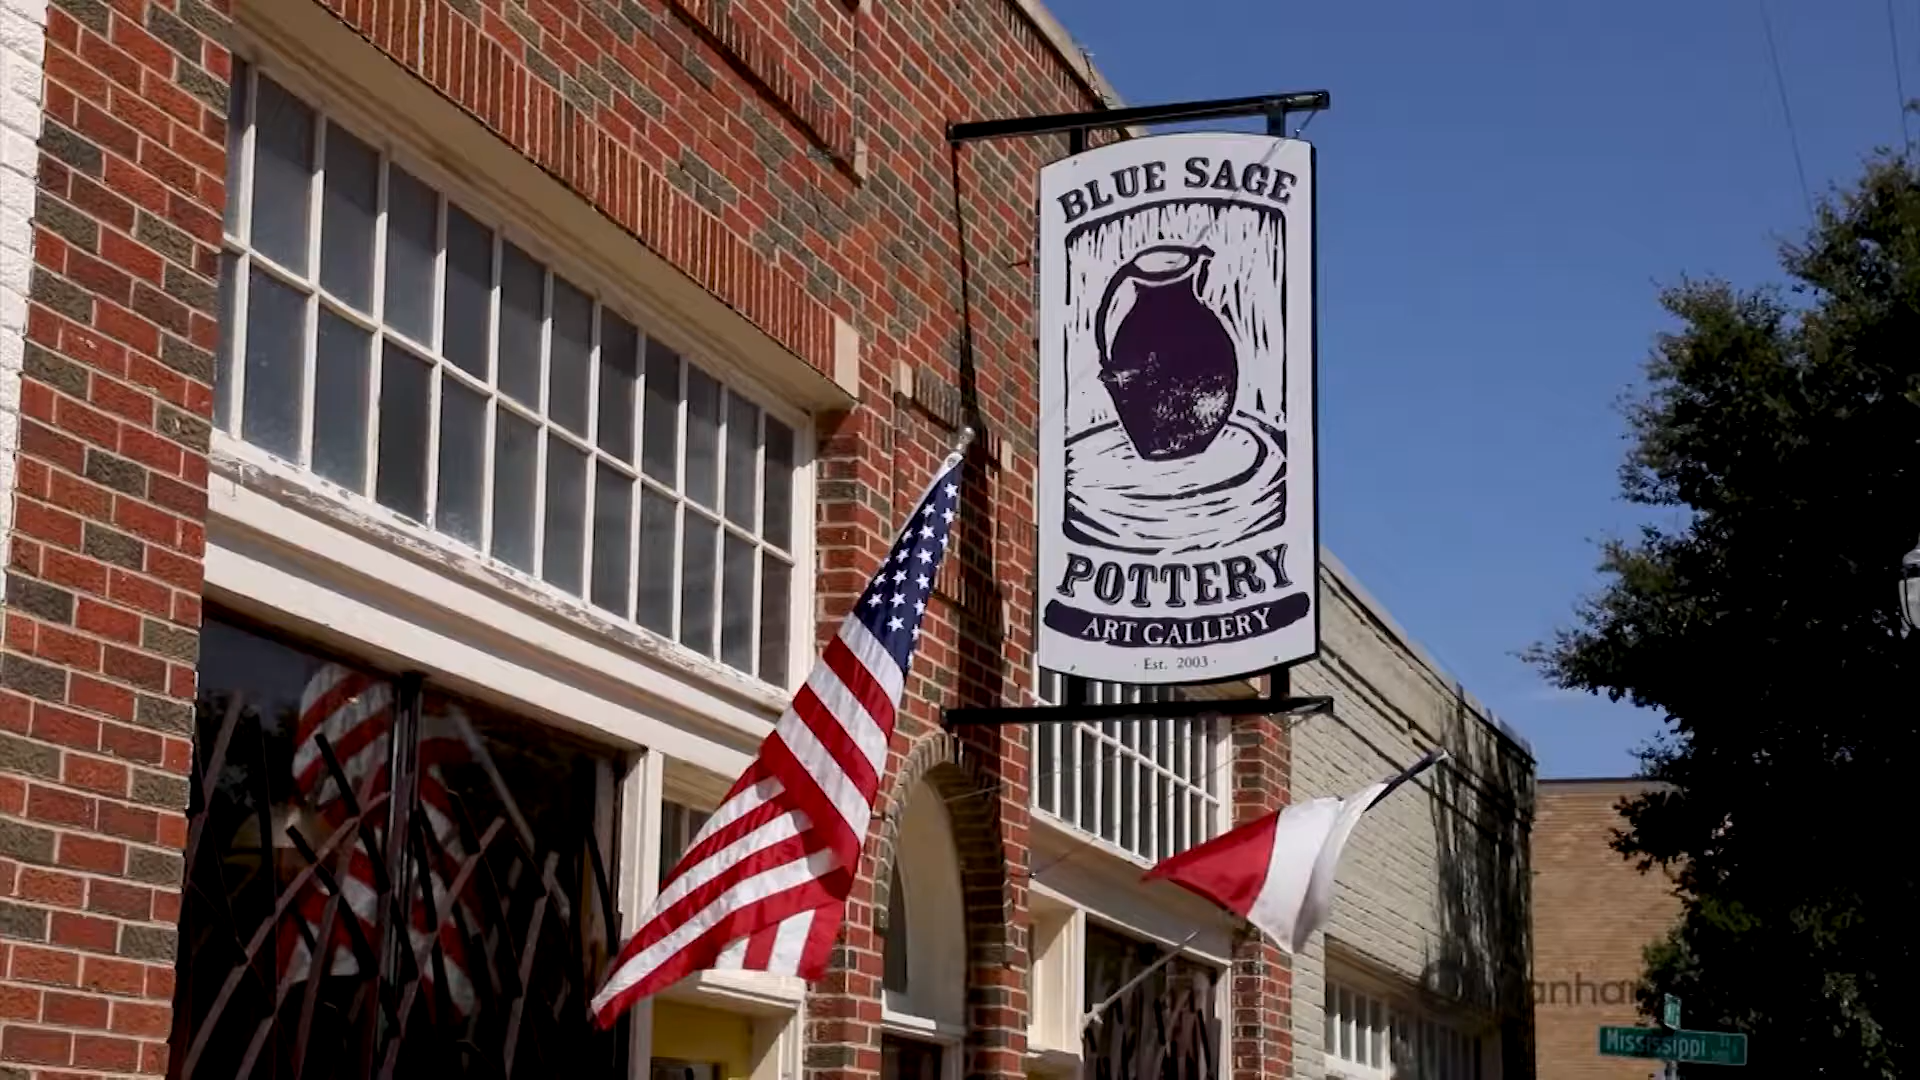 BLUE SAGE
POTTERY
ART GALLERY
· Est. 2003 ·
Mississippi